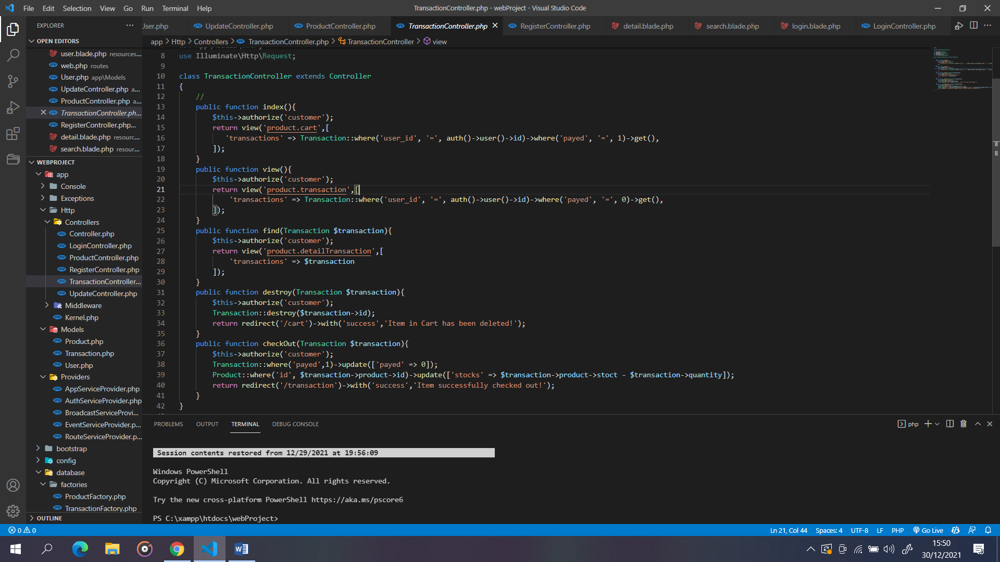 File Edit Selection View Go Run Terminal Help
TransactionController.php - webProject - Visual Studio Code
EXPLORER
User.php
UpdateController.php
ProductController.php
TransactionController.php
RegisterController.php
detail.blade.php
search.blade.php
login.blade.php
LoginController.php
OPEN EDITORS
user.blade.php resources...
web.php routes
User.php app\Models
UpdateController.php a...
ProductController.php a...
TransactionController.ph...
RegisterController.php...
detail.blade.php resourc...
search.blade.php resour...
WEBPROJECT
app
Console
Exceptions
Http
Controllers
Controller.php
LoginController.php
ProductController.php
RegisterController.php
TransactionController...
UpdateController.php
Middleware
Kernel.php
Models
Product.php
Transaction.php
User.php
Providers
AppServiceProvider.php
AuthServiceProvider.php
BroadcastServiceProvi...
EventServiceProvider.p...
RouteServiceProvider.p...
bootstrap
config
database
factories
ProductFactory.php
TransactionFactory.php
OUTLINE
app > Http > Controllers > TransactionController.php > TransactionController > view
8 use Illuminate\Http\Request;
9
10 class TransactionController extends Controller
11 {
12 //
13 public function index(){
14 $this->authorize('customer');
15 return view('product.cart',[
16 'transactions' => Transaction::where('user_id', '=', auth()->user()->id)->where('payed', '=', 1)->get(),
17 ]);
18 }
19 public function view(){
20 $this->authorize('customer');
21 return view('product.transaction',[
22 'transactions' => Transaction::where('user_id', '=', auth()->user()->id)->where('payed', '=', 0)->get(),
23 ]);
24 }
25 public function find(Transaction $transaction){
26 $this->authorize('customer');
27 return view('product.detailTransaction',[
28 'transactions' => $transaction
29 ]);
30 }
31 public function destroy(Transaction $transaction){
32 $this->authorize('customer');
33 Transaction::destroy($transaction->id);
34 return redirect('/cart')->with('success','Item in Cart has been deleted!');
35 }
36 public function checkOut(Transaction $transaction){
37 $this->authorize('customer');
38 Transaction::where('payed',1)->update(['payed' => 0]);
39 Product::where('id', $transaction->product->id)->update(['stocks' => $transaction->product->stoct - $transaction->quantity]);
40 return redirect('/transaction')->with('success','Item successfully checked out!');
41 }
42 }
PROBLEMS OUTPUT TERMINAL DEBUG CONSOLE
php
Session contents restored from 12/29/2021 at 19:56:09
Windows PowerShell
Copyright (C) Microsoft Corporation. All rights reserved.
Try the new cross-platform PowerShell https://aka.ms/pscore6
PS C:\xampp\htdocs\webProject>
0 0
Ln 21, Col 44 Spaces: 4 UTF-8 LF PHP Go Live
15:50
30/12/2021